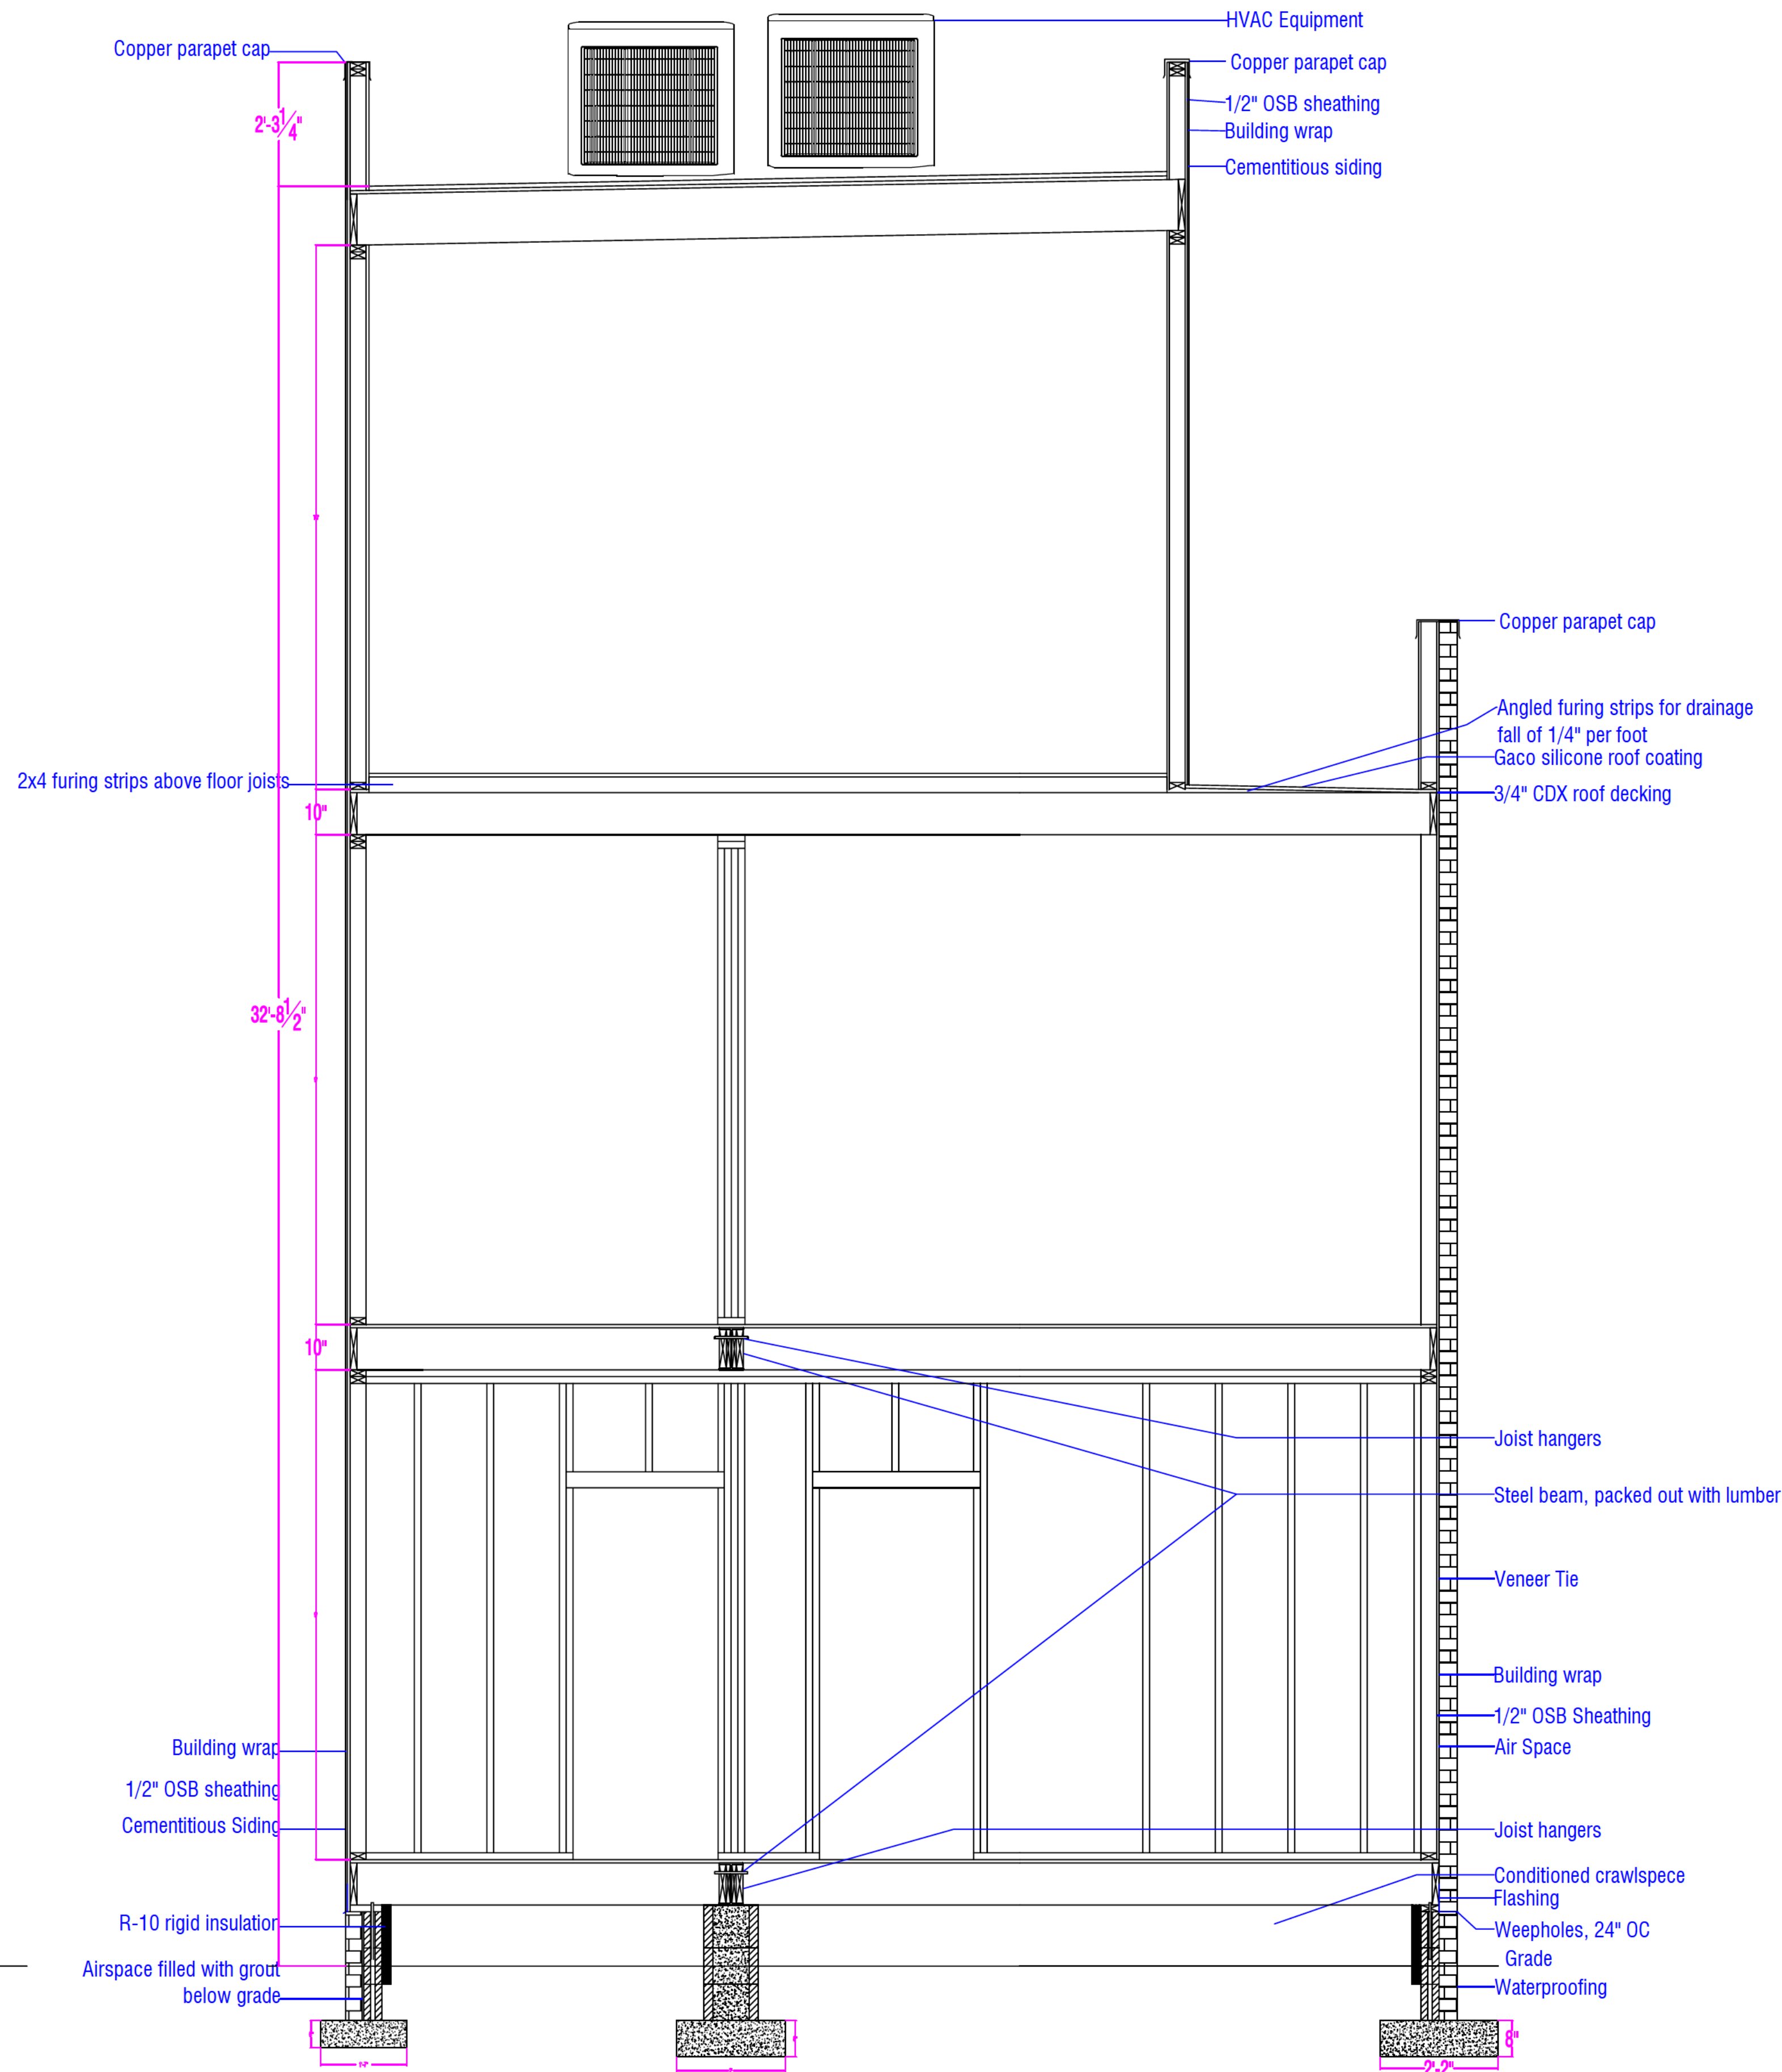 HVAC Equipment
Copper parapet cap
Copper parapet cap
1/2" OSB sheathing
2'-3 1/4"
Building wrap
Cementitious siding
Copper parapet cap
Angled furing strips for drainage
fall of 1/4" per foot
Gaco silicone roof coating
2x4 furing strips above floor joists
3/4" CDX roof decking
10"
32'-8 1/2"
10"
Joist hangers
Steel beam, packed out with lumber
Veneer Tie
Building wrap
1/2" OSB Sheathing
Air Space
Building wrap
1/2" OSB sheathing
Cementitious Siding
Joist hangers
Conditioned crawlspece
Flashing
R-10 rigid insulation
Weepholes, 24" OC
Grade
Airspace filled with grout
below grade
Waterproofing
8"
2'-2"